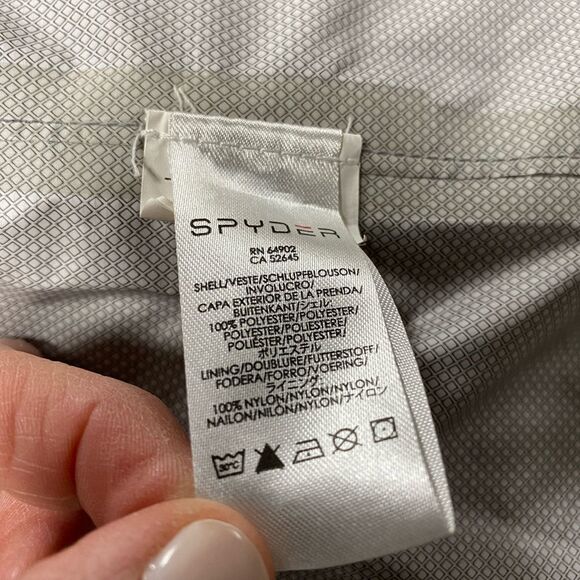 SPYDER
RN 64902
CA 52645
SHELL/VESTE/SCHLUPFBLOUSON/
INVOLUCRO/
CAPA EXTERIOR DE LA PRENDA/
BUITENKANT/シェル/
100% POLYESTER/POLYESTER/
POLYESTER/POLIESTERE/
POLIÉSTER/POLYESTER/
ポリエステル
LINING/DOUBLURE/FUTTERSTOFF/
FODERA/FORRO/VOERING/
ライニング/
100% NYLON/NYLON/NYLON/
NAILON/NILÓN/NYLON/ナイロン
30°C